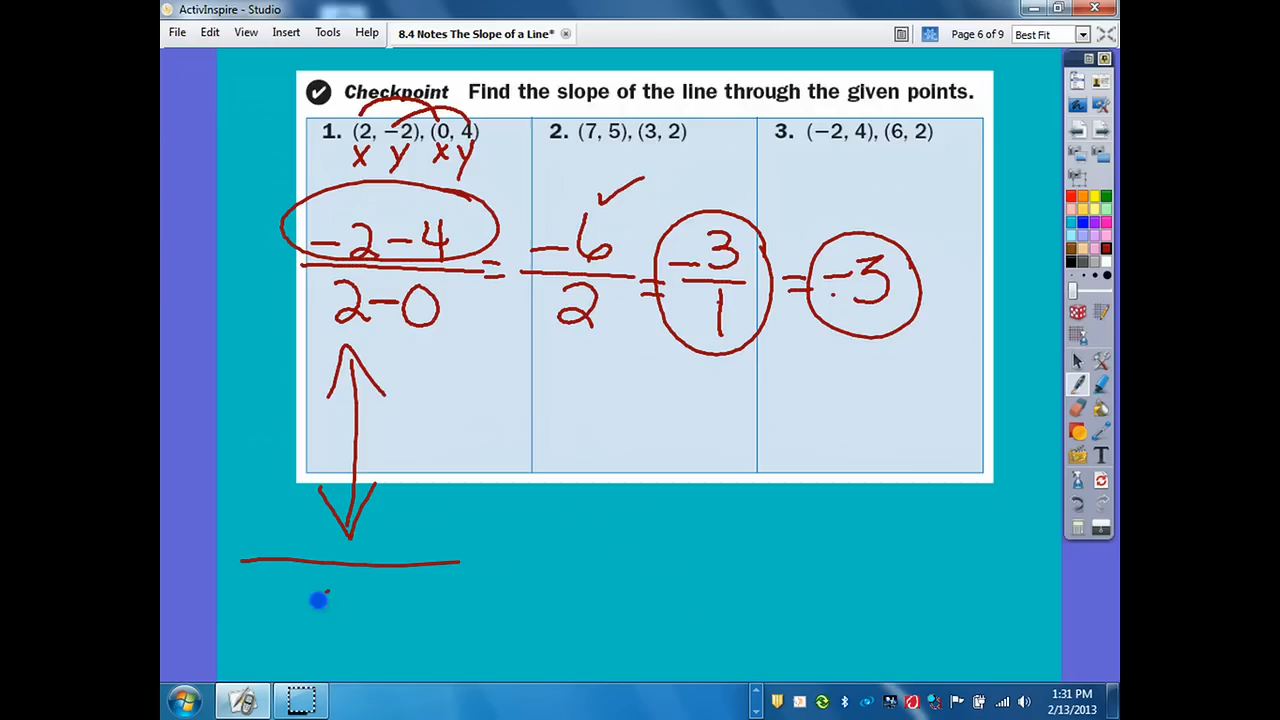 ActivInspire - Studio
File Edit View Insert Tools Help 8.4 Notes The Slope of a Line* Page 6 of 9 Best Fit
Checkpoint Find the slope of the line through the given points.
1. (2, −2), (0, 4) 2. (7, 5), (3, 2) 3. (−2, 4), (6, 2)
x y x y
−2−4 = −6 = −3 = −3
2−0 2 1
T
1:31 PM
2/13/2013